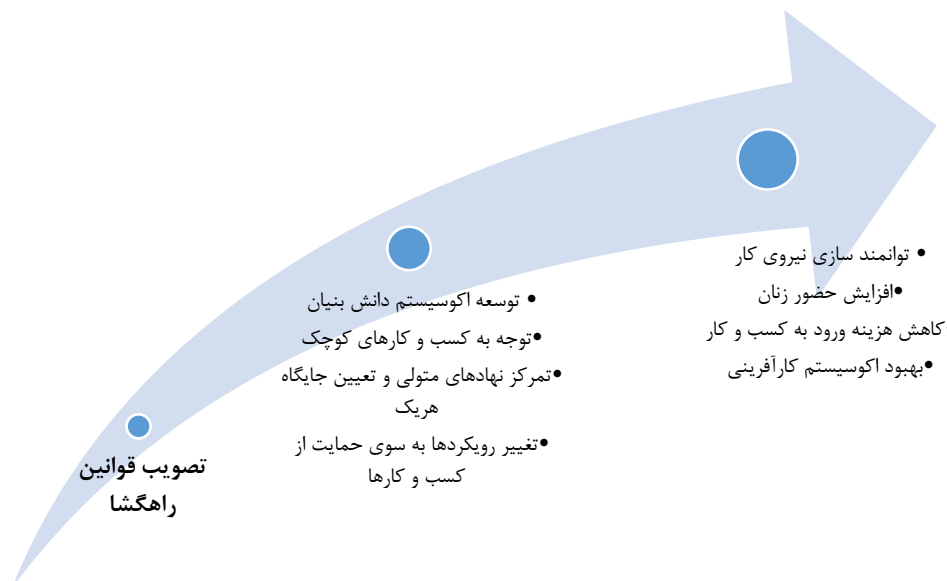 • توانمند سازی نیروی کار
•افزایش حضور زنان
کاهش هزینه ورود به کسب و کار
•بهبود اکوسیستم کارآفرینی
• توسعه اکوسیستم دانش بنیان
•توجه به کسب و کارهای کوچک
•تمرکز نهادهای متولی و تعیین جایگاه
هریک
•تغییر رویکردها به سوی حمایت از
کسب و کارها
تصویب قوانین
راهگشا